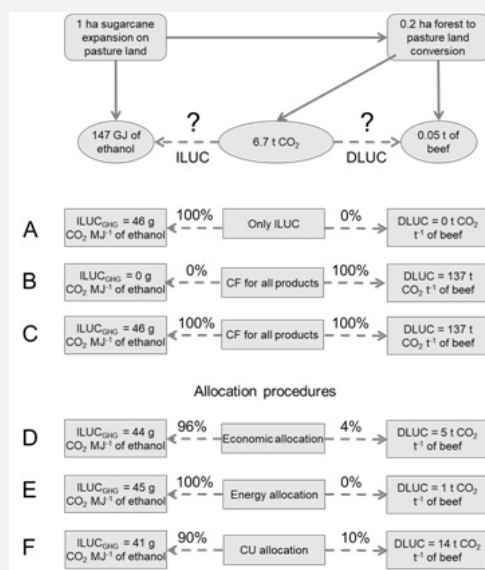 1 ha sugarcane
expansion on
pasture land
0.2 ha forest to
pasture land
conversion
?
?
147 GJ of
ethanol
ILUC
6.7 t CO₂
DLUC
0.05 t of
beef
A
ILUC_GHG = 46 g
CO₂ MJ⁻¹ of ethanol
100%
Only ILUC
0%
DLUC = 0 t CO₂
t⁻¹ of beef
B
ILUC_GHG = 0 g
CO₂ MJ⁻¹ of ethanol
0%
CF for all products
100%
DLUC = 137 t
CO₂ t⁻¹ of beef
C
ILUC_GHG = 46 g
CO₂ MJ⁻¹ of ethanol
100%
CF for all products
100%
DLUC = 137 t
CO₂ t⁻¹ of beef
Allocation procedures
D
ILUC_GHG = 44 g
CO₂ MJ⁻¹ of ethanol
96%
Economic allocation
4%
DLUC = 5 t CO₂
t⁻¹ of beef
E
ILUC_GHG = 45 g
CO₂ MJ⁻¹ of ethanol
100%
Energy allocation
0%
DLUC = 1 t CO₂
t⁻¹ of beef
F
ILUC_GHG = 41 g
CO₂ MJ⁻¹ of ethanol
90%
CU allocation
10%
DLUC = 14 t CO₂
t⁻¹ of beef